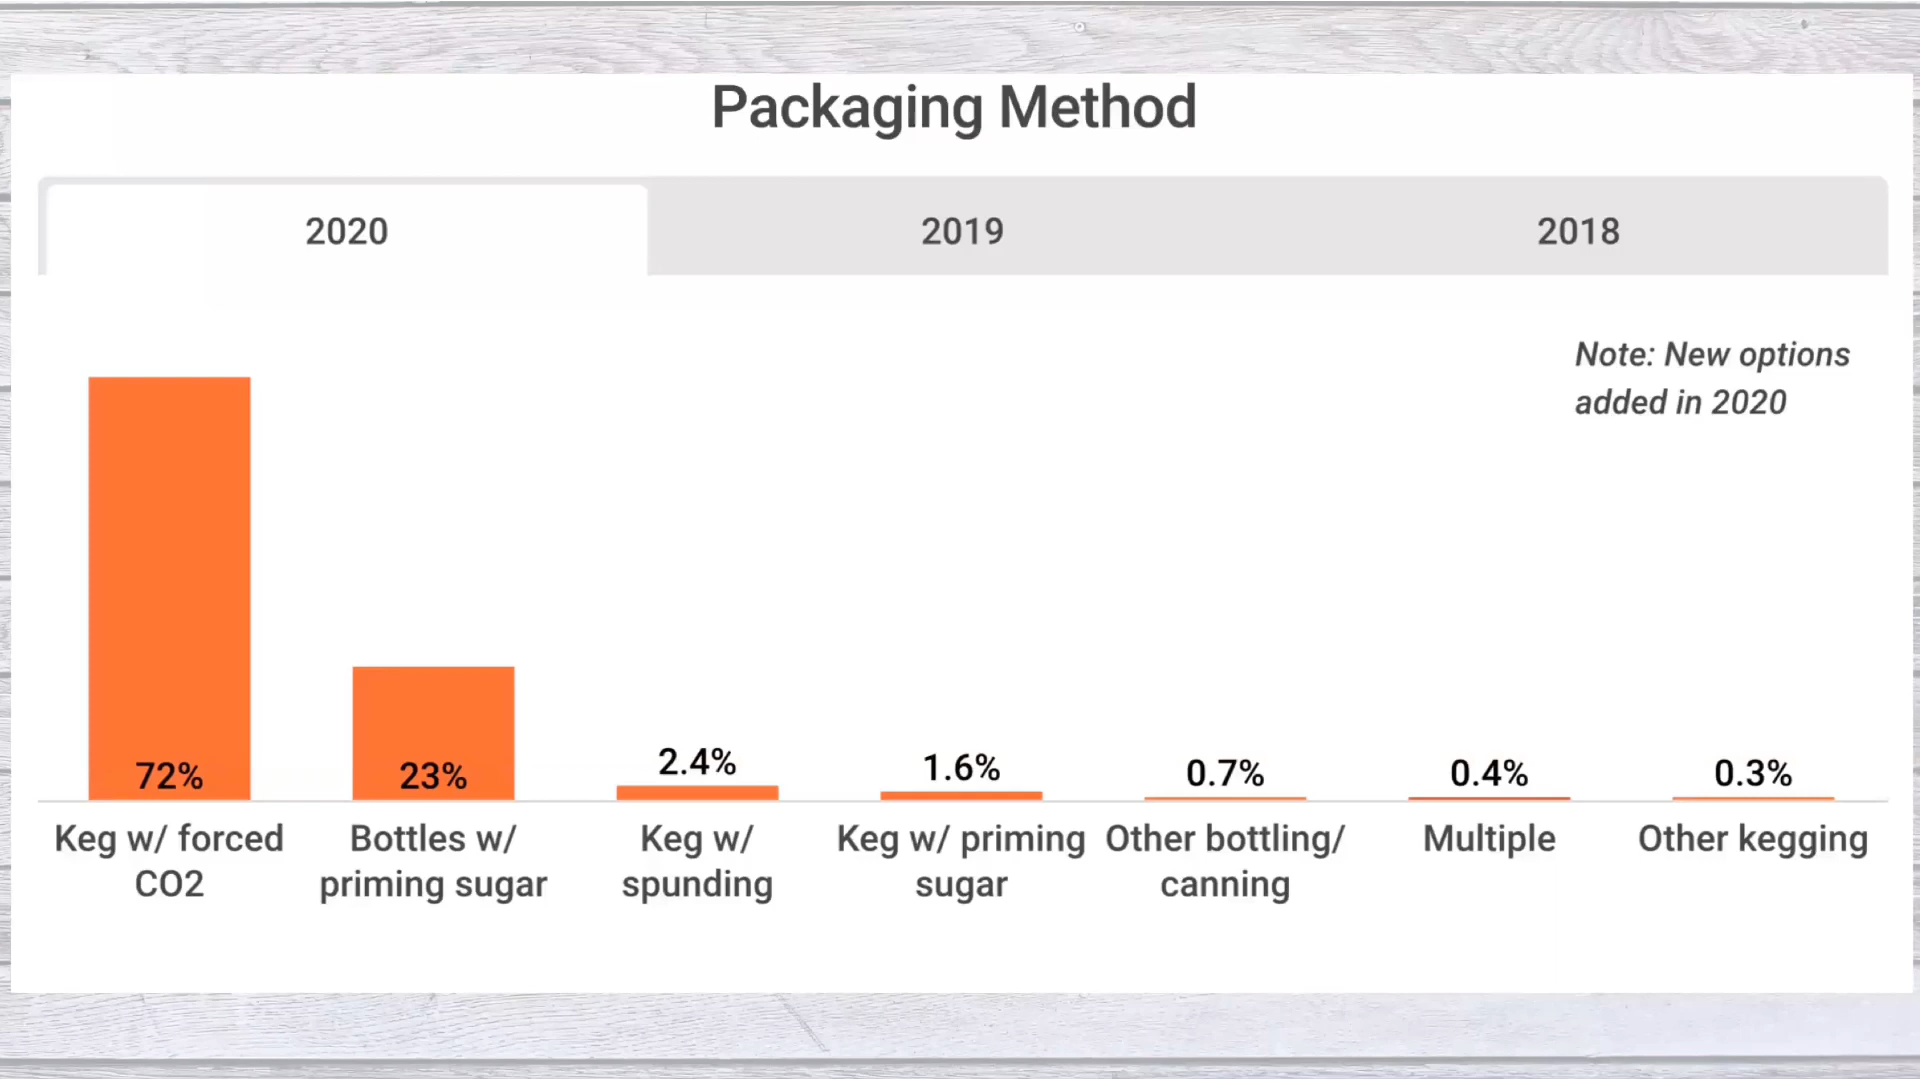 Packaging Method
2020
2019
2018
Note: New options
added in 2020
72%
23%
2.4%
1.6%
0.7%
0.4%
0.3%
Keg w/ forced
CO2
Bottles w/
priming sugar
Keg w/
spunding
Keg w/ priming
sugar
Other bottling/
canning
Multiple
Other kegging